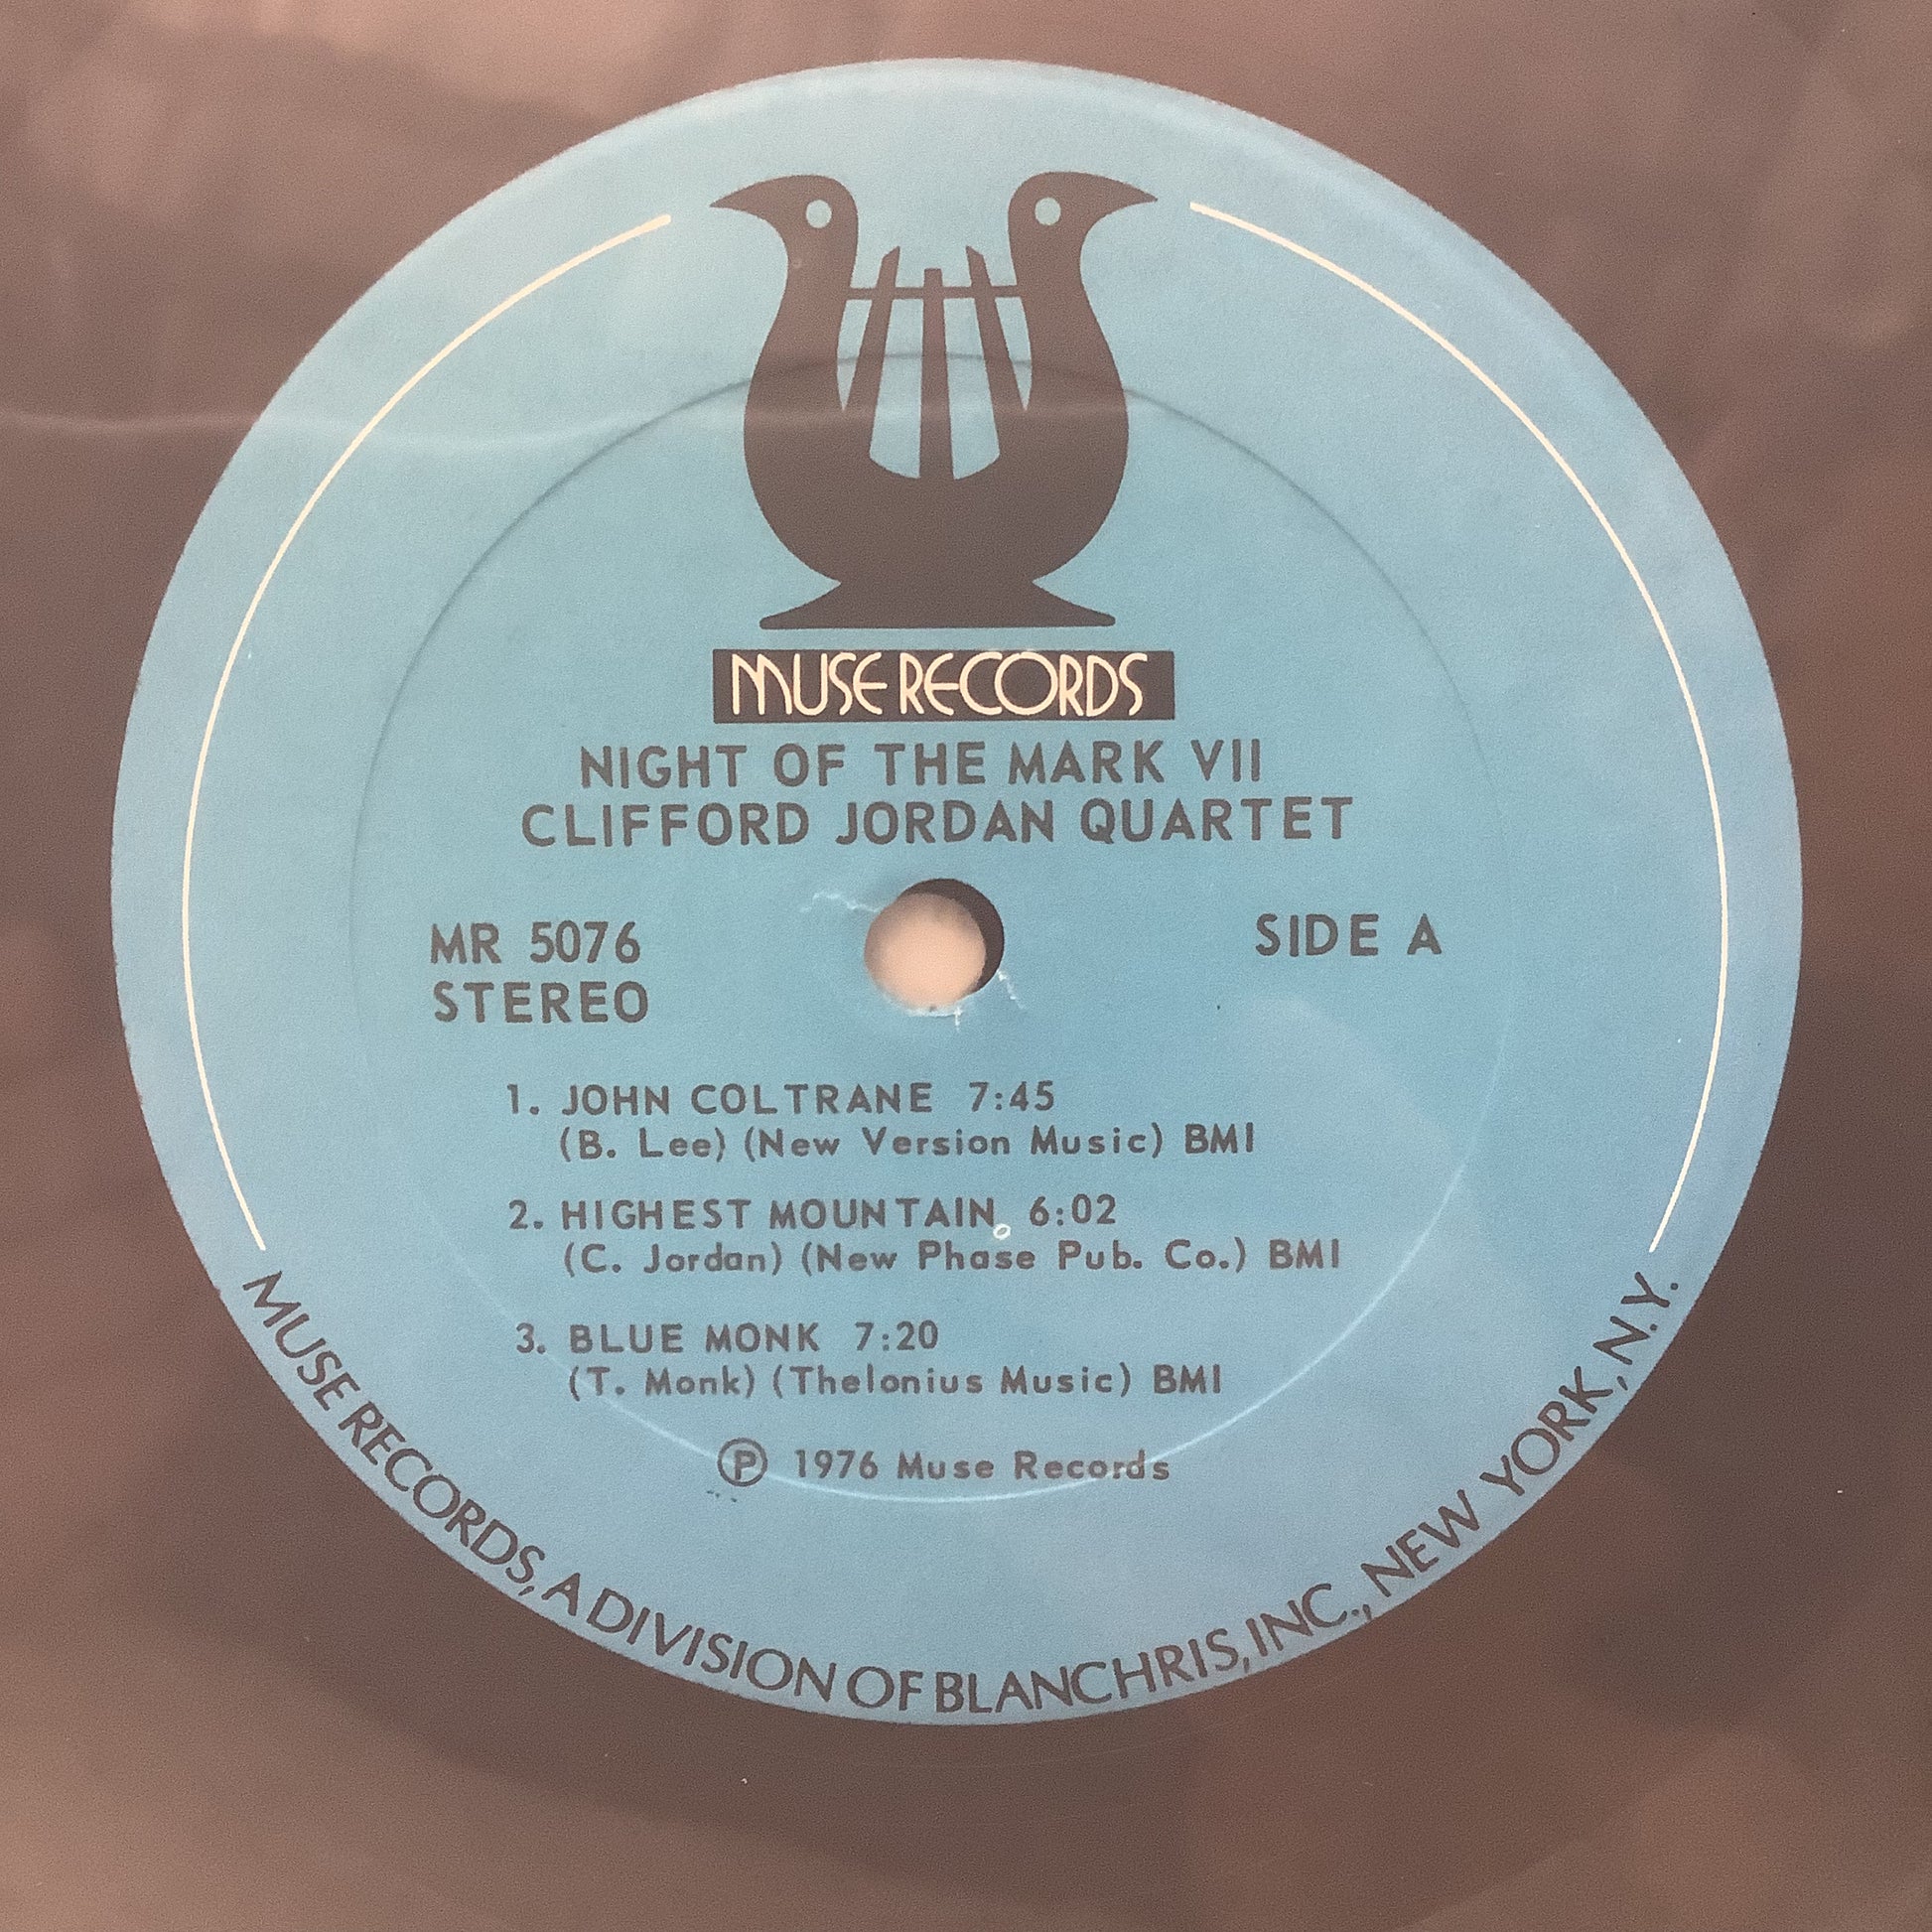 MUSE RECORDS
NIGHT OF THE MARK VII
CLIFFORD JORDAN QUARTET
MR 5076
STEREO
SIDE A
1. JOHN COLTRANE 7:45
(B. Lee) (New Version Music) BMI
2. HIGHEST MOUNTAIN 6:02
(C. Jordan) (New Phase Pub. Co.) BMI
3. BLUE MONK 7:20
(T. Monk) (Thelonius Music) BMI
Ⓟ 1976 Muse Records
MUSE RECORDS, A DIVISION OF BLANCHRIS, INC., NEW YORK, N.Y.